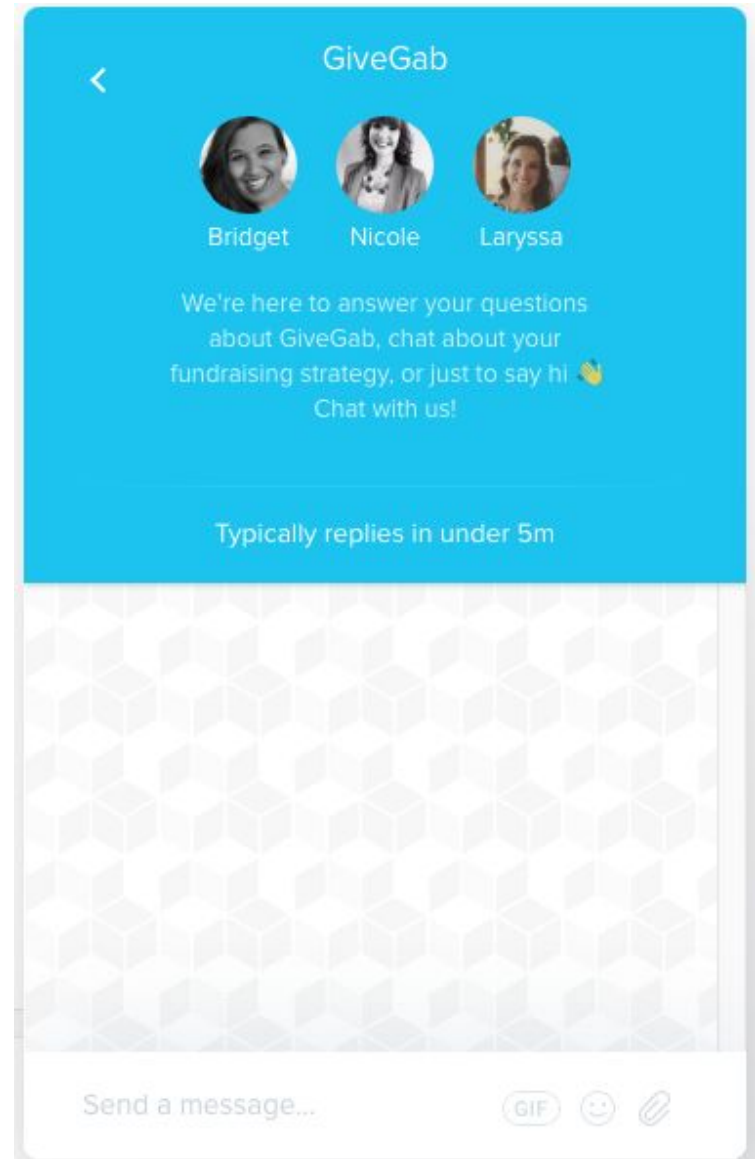 GiveGab
Bridget Nicole Laryssa
We're here to answer your questions
about GiveGab, chat about your
fundraising strategy, or just to say hi 👋
Chat with us!
Typically replies in under 5m
Send a message... GIF